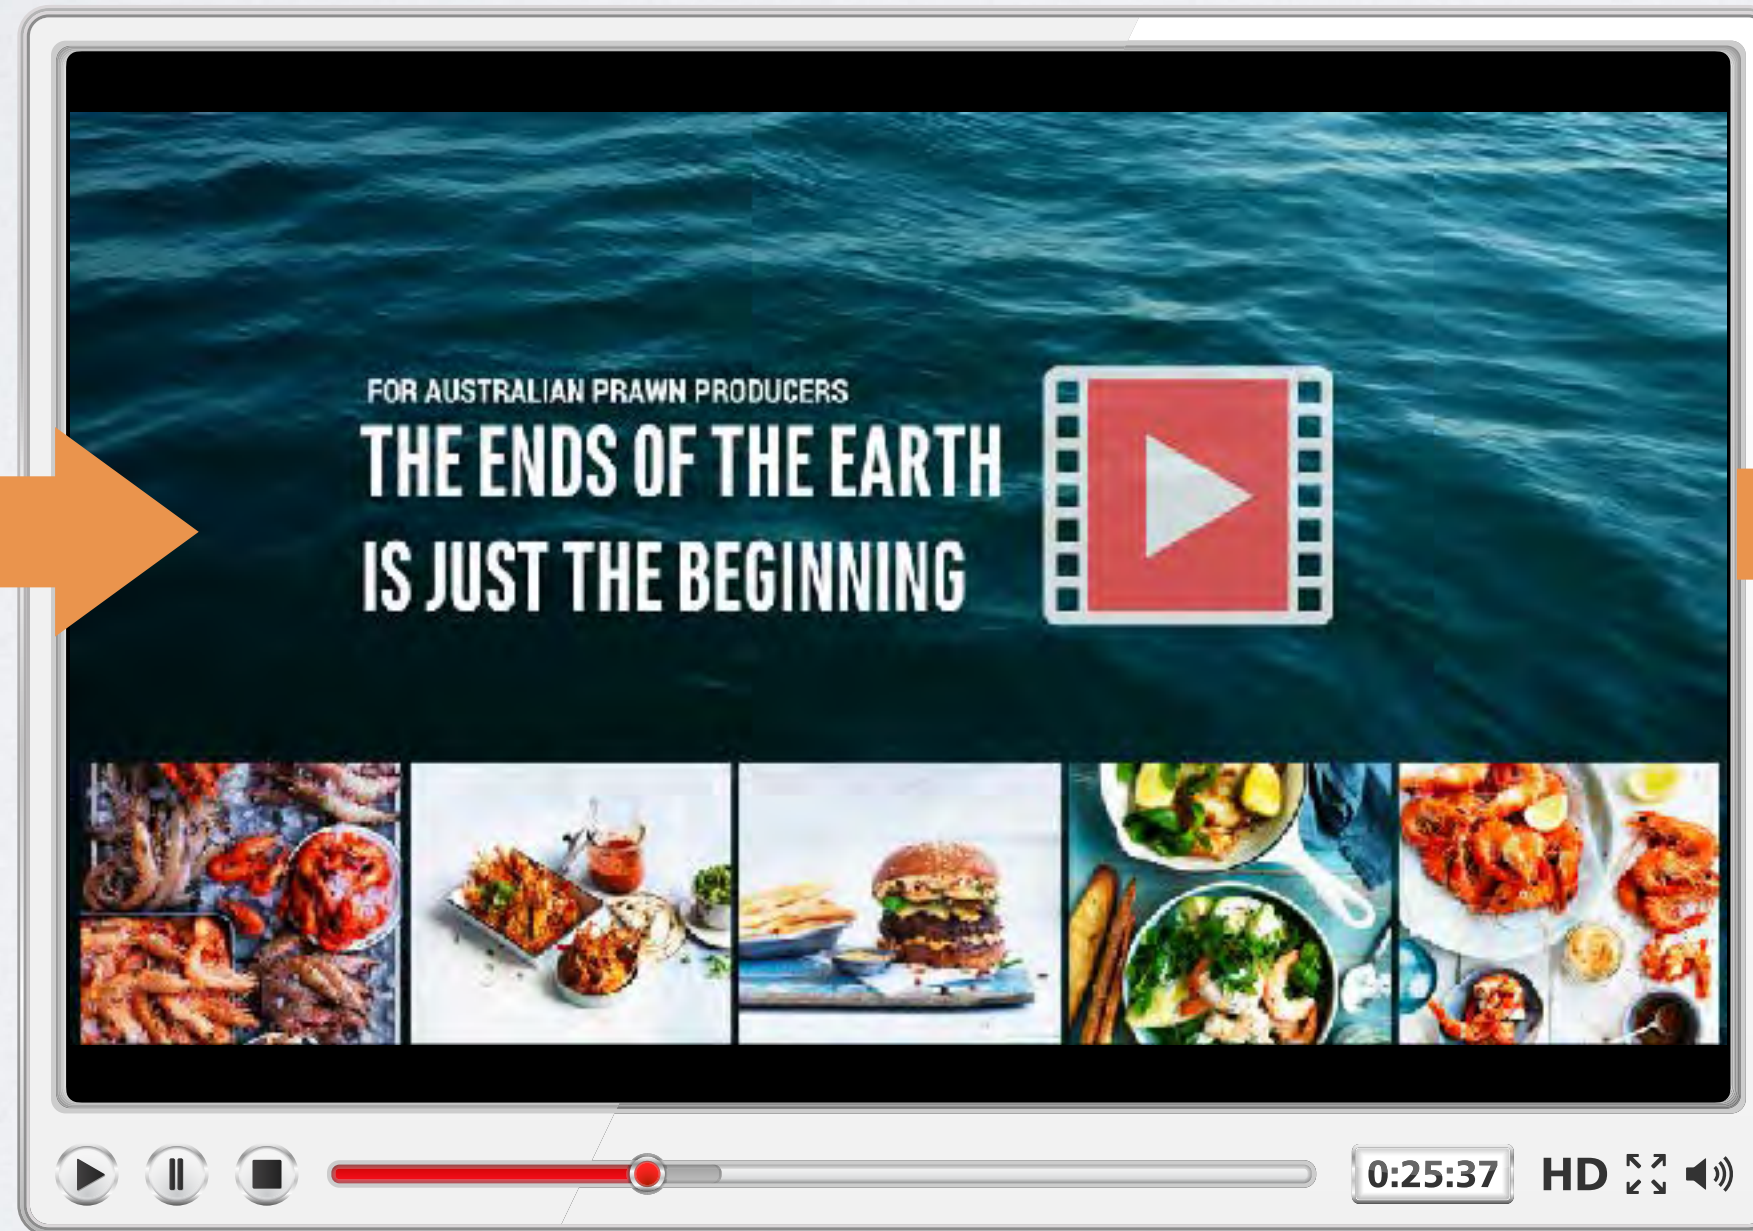 FOR AUSTRALIAN PRAWN PRODUCERS
THE ENDS OF THE EARTH
IS JUST THE BEGINNING
0:25:37
HD